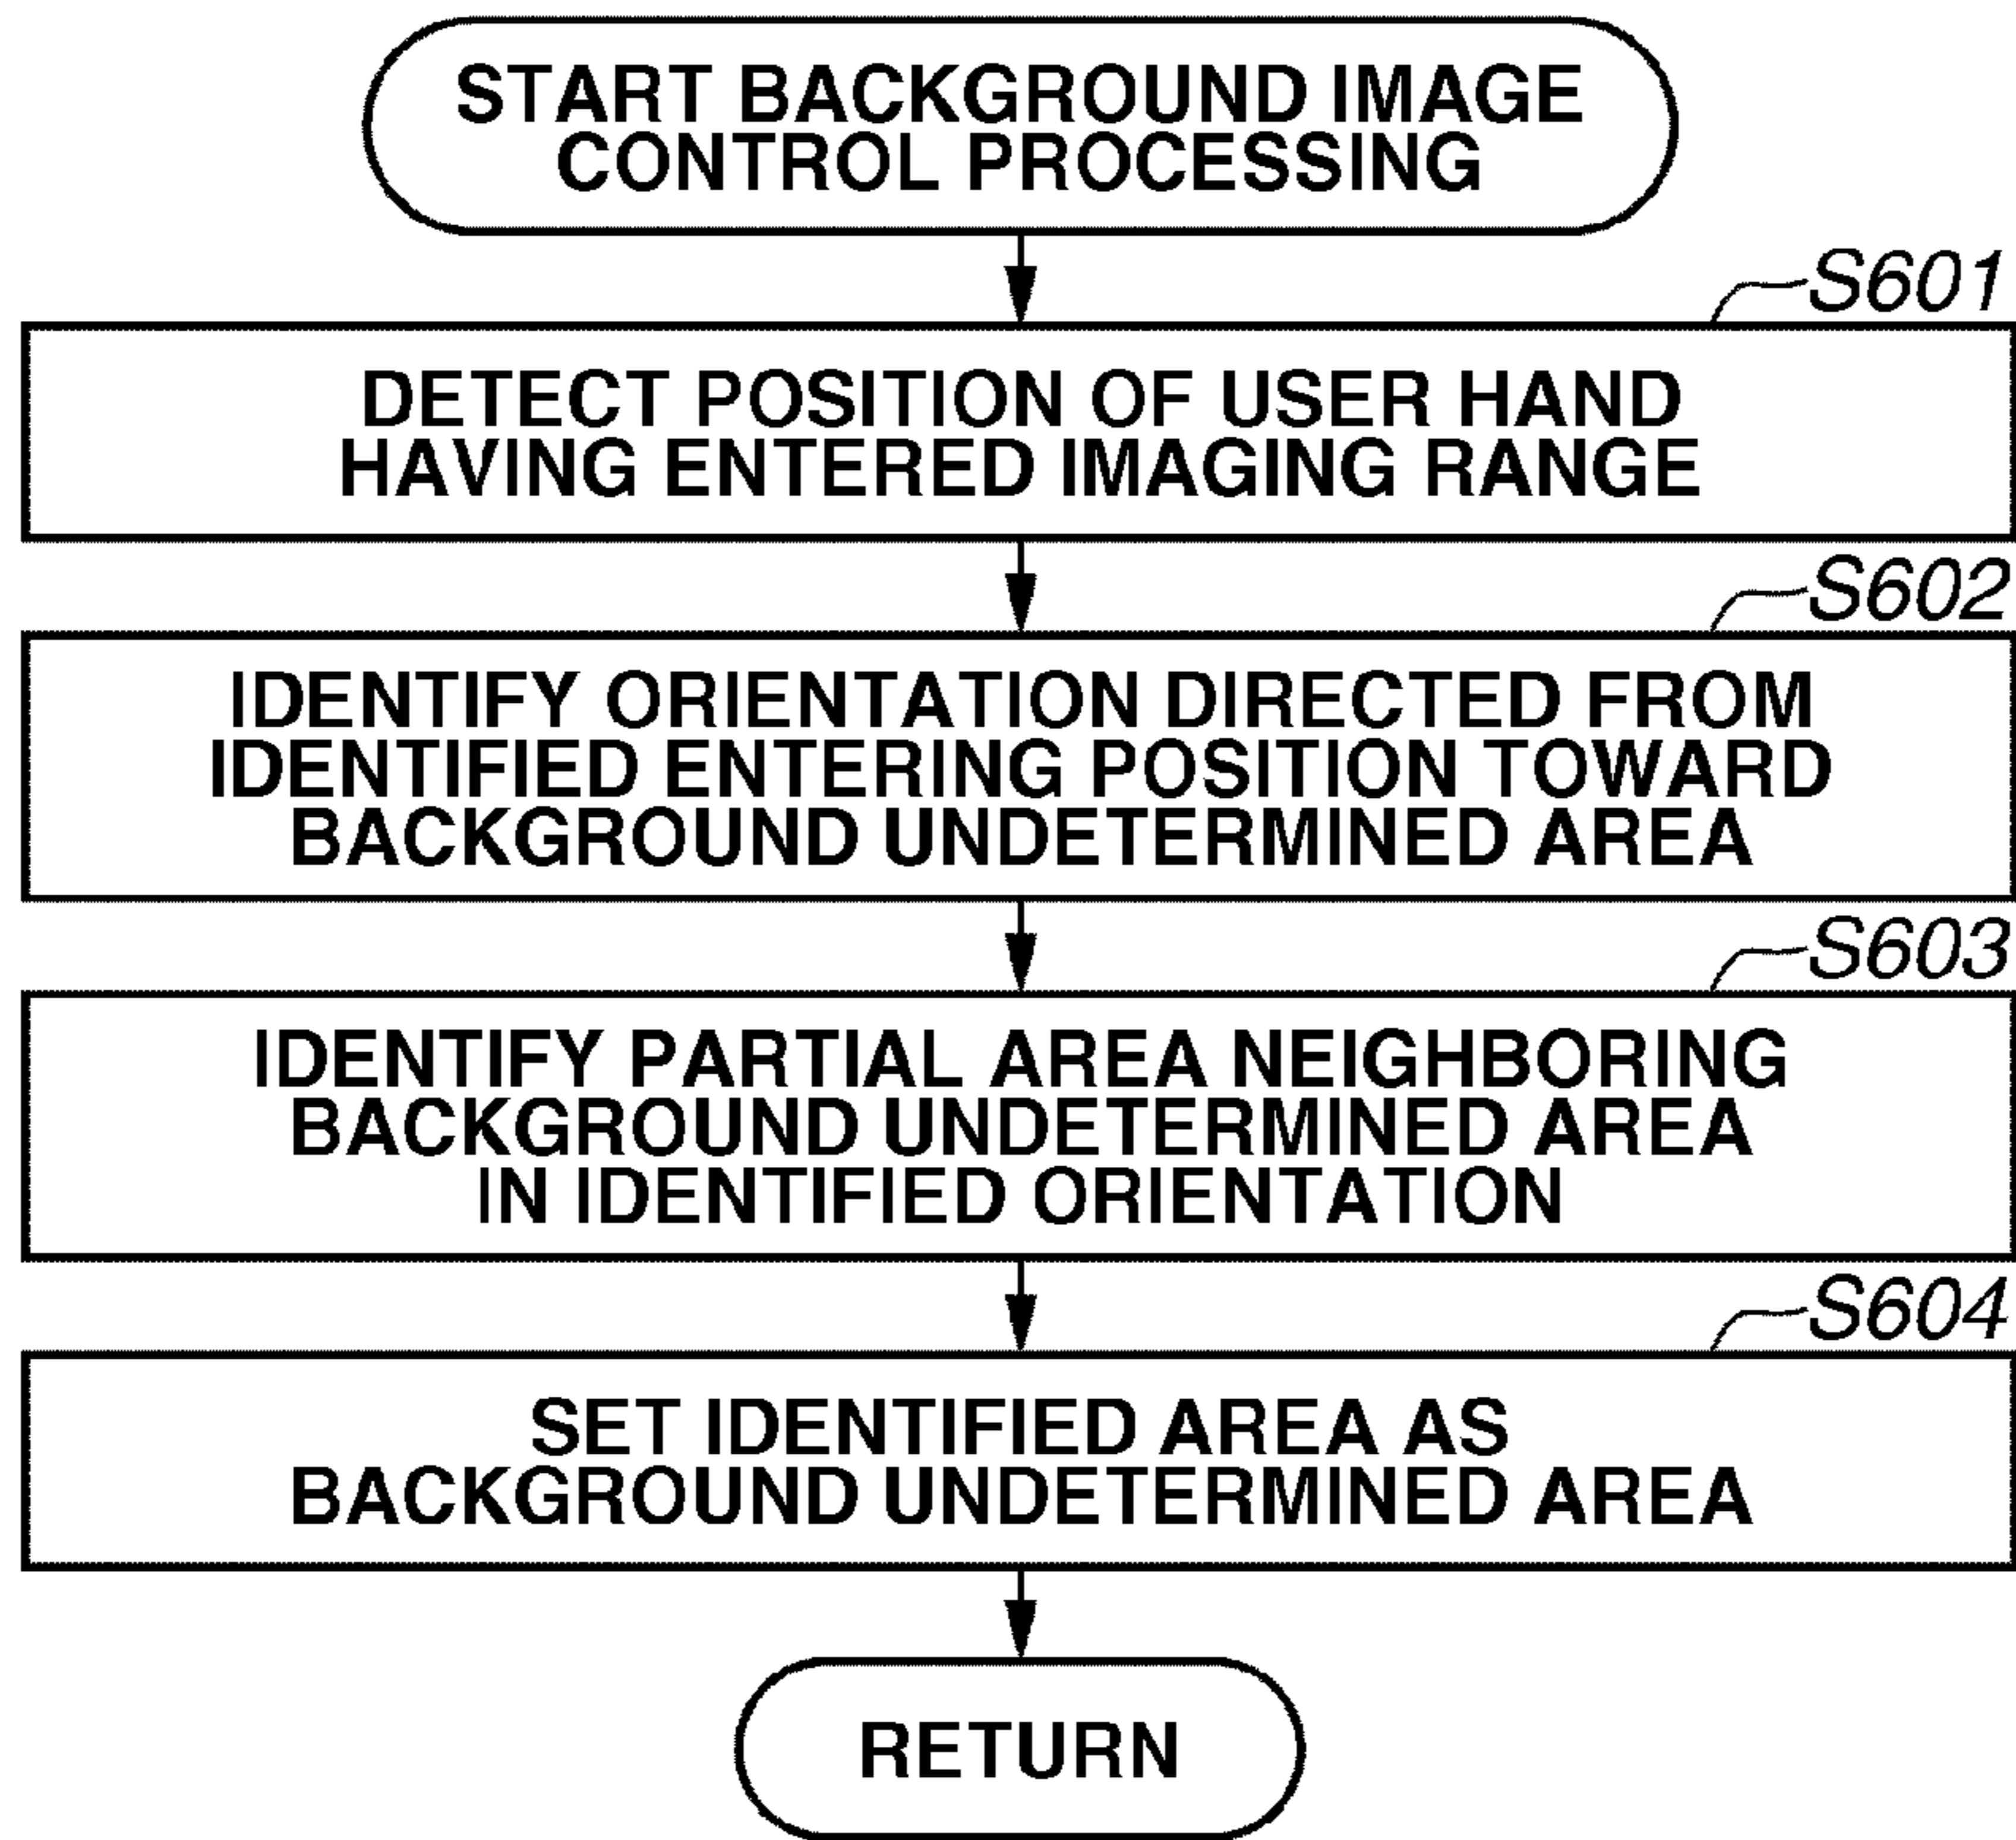 START BACKGROUND IMAGE
CONTROL PROCESSING
S601
DETECT POSITION OF USER HAND
HAVING ENTERED IMAGING RANGE
S602
IDENTIFY ORIENTATION DIRECTED FROM
IDENTIFIED ENTERING POSITION TOWARD
BACKGROUND UNDETERMINED AREA
S603
IDENTIFY PARTIAL AREA NEIGHBORING
BACKGROUND UNDETERMINED AREA
IN IDENTIFIED ORIENTATION
S604
SET IDENTIFIED AREA AS
BACKGROUND UNDETERMINED AREA
RETURN